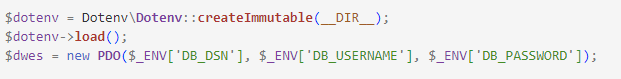 $dotenv = Dotenv\Dotenv::createImmutable(__DIR__);
$dotenv->load();
$dwes = new PDO($_ENV['DB_DSN'], $_ENV['DB_USERNAME'], $_ENV['DB_PASSWORD']);